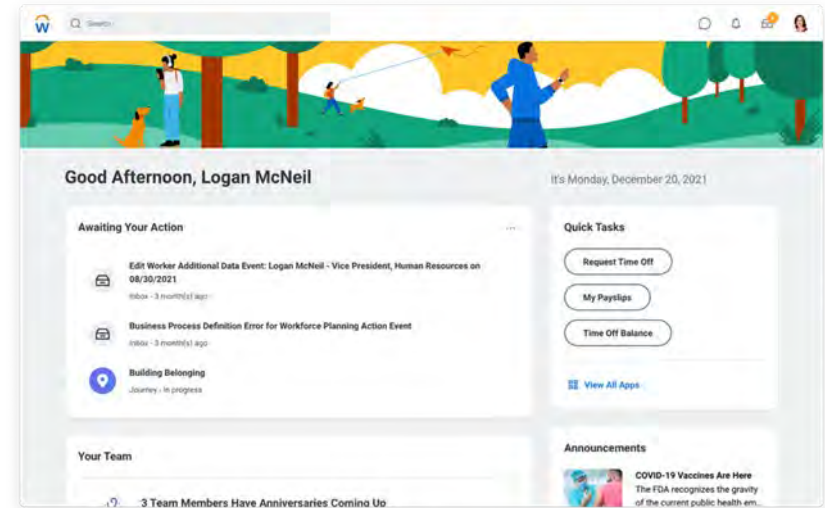 W
Search
Good Afternoon, Logan McNeil
It's Monday, December 20, 2021
Awaiting Your Action
Edit Worker Additional Data Event: Logan McNeil - Vice President, Human Resources on
08/30/2021
Inbox - 3 month(s) ago
Business Process Definition Error for Workforce Planning Action Event
Inbox - 3 month(s) ago
Building Belonging
Journey - In progress
Quick Tasks
Request Time Off
My Payslips
Time Off Balance
View All Apps
Your Team
3 Team Members Have Anniversaries Coming Up
Announcements
COVID-19 Vaccines Are Here
The FDA recognizes the gravity
of the current public health em...